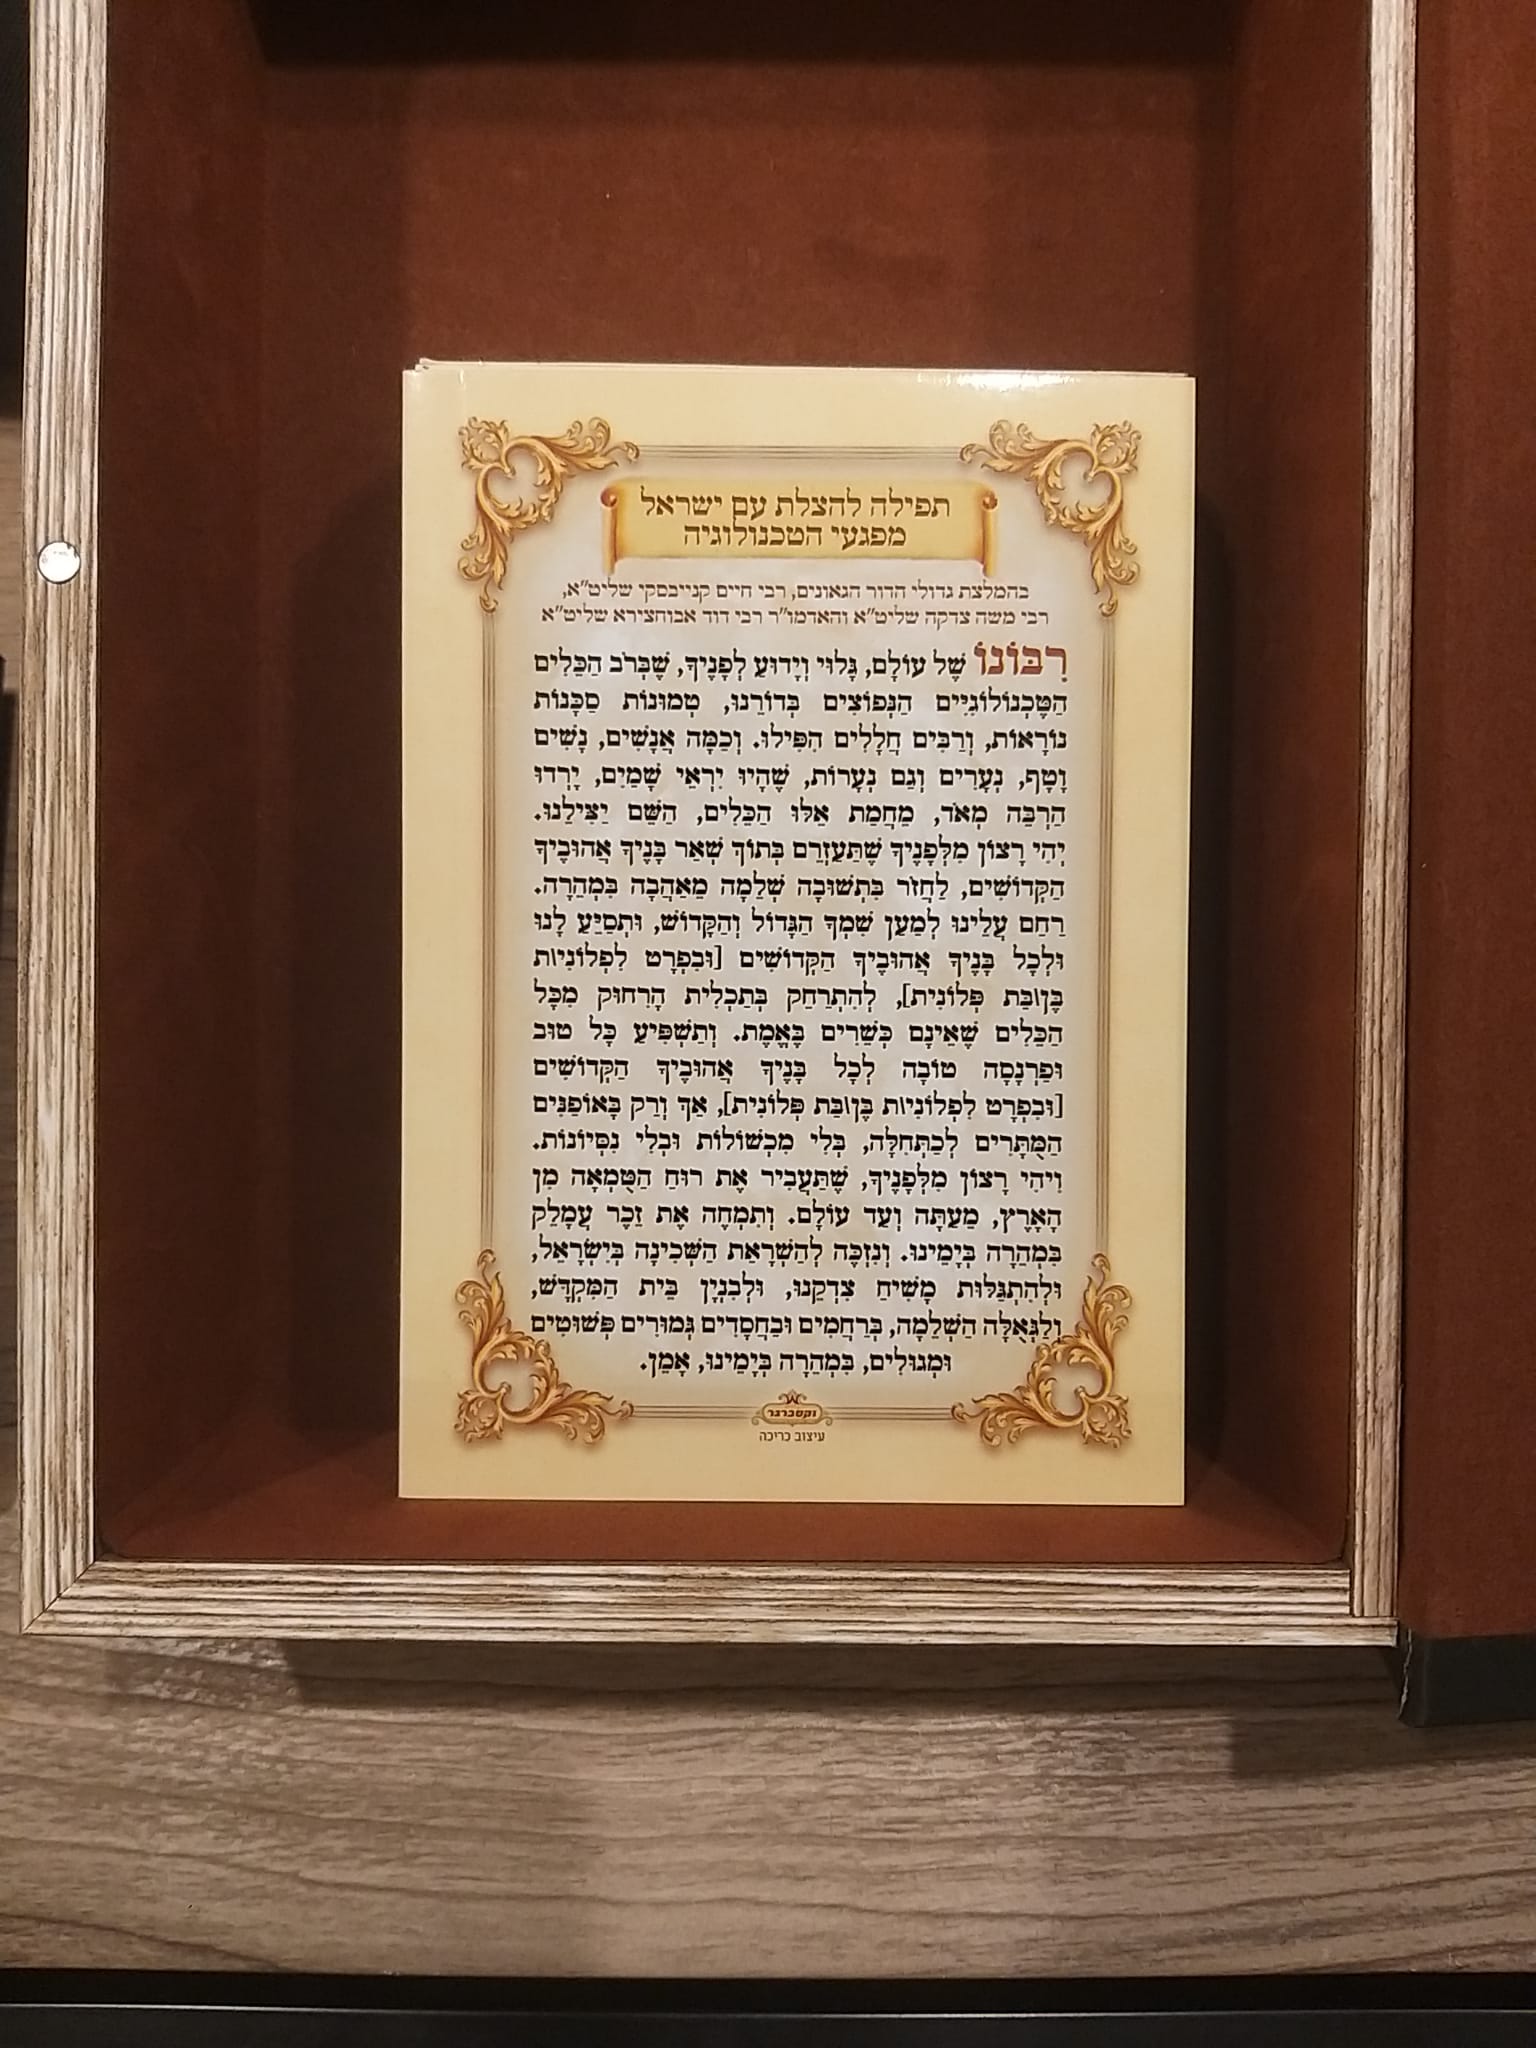 תפילה להצלת עם ישראל
מפגעי הטכנולוגיה
בהמלצת גדולי הדור הגאונים, רבי חיים קנייבסקי שליט"א,
רבי משה צדקה שליט"א והאדמו"ר רבי דוד אבוחצירא שליט"א
רִבּוֹנוֹ שֶׁל עוֹלָם, גָּלוּי וְיָדוּעַ לְפָנֶיךָ, שֶׁבְּרֹב הַכֵּלִים
הַטֶּכְנוֹלוֹגִיִּים הַנְּפוֹצִים בְּדוֹרֵנוּ, טְמוּנוֹת סַכָּנוֹת
נוֹרָאוֹת, וְרַבִּים חֲלָלִים הִפִּילוּ. וְכַמָּה אֲנָשִׁים, נָשִׁים
וָטָף, נְעָרִים וְגַם נְעָרוֹת, שֶׁהָיוּ יִרְאֵי שָׁמַיִם, יָרְדוּ
הַרְבֵּה מְאֹד, מֵחֲמַת אֵלּוּ הַכֵּלִים, הַשֵּׁם יַצִּילֵנוּ.
יְהִי רָצוֹן מִלְּפָנֶיךָ שֶׁתַּעְזְרֵם בְּתוֹךְ שְׁאַר בָּנֶיךָ אֲהוּבֶיךָ
הַקְּדוֹשִׁים, לַחֲזֹר בִּתְשׁוּבָה שְׁלֵמָה מֵאַהֲבָה בִּמְהֵרָה.
רַחֵם עָלֵינוּ לְמַעַן שִׁמְךָ הַגָּדוֹל וְהַקָּדוֹשׁ, וּתְסַיַּע לָנוּ
וּלְכָל בָּנֶיךָ אֲהוּבֶיךָ הַקְּדוֹשִׁים [וּבִפְרָט לִפְלוֹנִי\ת
בֶּן\בַּת פְּלוֹנִית], לְהִתְרַחֵק בְּתַכְלִית הָרִחוּק מִכָּל
הַכֵּלִים שֶׁאֵינָם כְּשֵׁרִים בֶּאֱמֶת. וְתַשְׁפִּיעַ כָּל טוּב
וּפַרְנָסָה טוֹבָה לְכָל בָּנֶיךָ אֲהוּבֶיךָ הַקְּדוֹשִׁים
[וּבִפְרָט לִפְלוֹנִי\ת בֶּן\בַּת פְּלוֹנִית], אַךְ וְרַק בָּאוֹפַנִּים
הַמֻּתָּרִים לְכַתְּחִלָּה, בְּלִי מִכְשׁוֹלוֹת וּבְלִי נִסְיוֹנוֹת.
וִיהִי רָצוֹן מִלְּפָנֶיךָ, שֶׁתַּעֲבִיר אֶת רוּחַ הַטֻּמְאָה מִן
הָאָרֶץ, מֵעַתָּה וְעַד עוֹלָם. וְתִמְחֶה אֶת זֵכֶר עֲמָלֵק
בִּמְהֵרָה בְּיָמֵינוּ. וְנִזְכֶּה לְהַשְׁרָאַת הַשְּׁכִינָה בְּיִשְׂרָאֵל,
וּלְהִתְגַּלּוּת מָשִׁיחַ צִדְקֵנוּ, וּלְבִנְיַן בֵּית הַמִּקְדָּשׁ,
וְלַגְּאֻלָּה הַשְּׁלֵמָה, בְּרַחֲמִים וּבַחֲסָדִים גְּמוּרִים פְּשׁוּטִים
וּמְגוּלִּים, בִּמְהֵרָה בְּיָמֵינוּ, אָמֵן.
וקסברגר
עיצוב כריכה